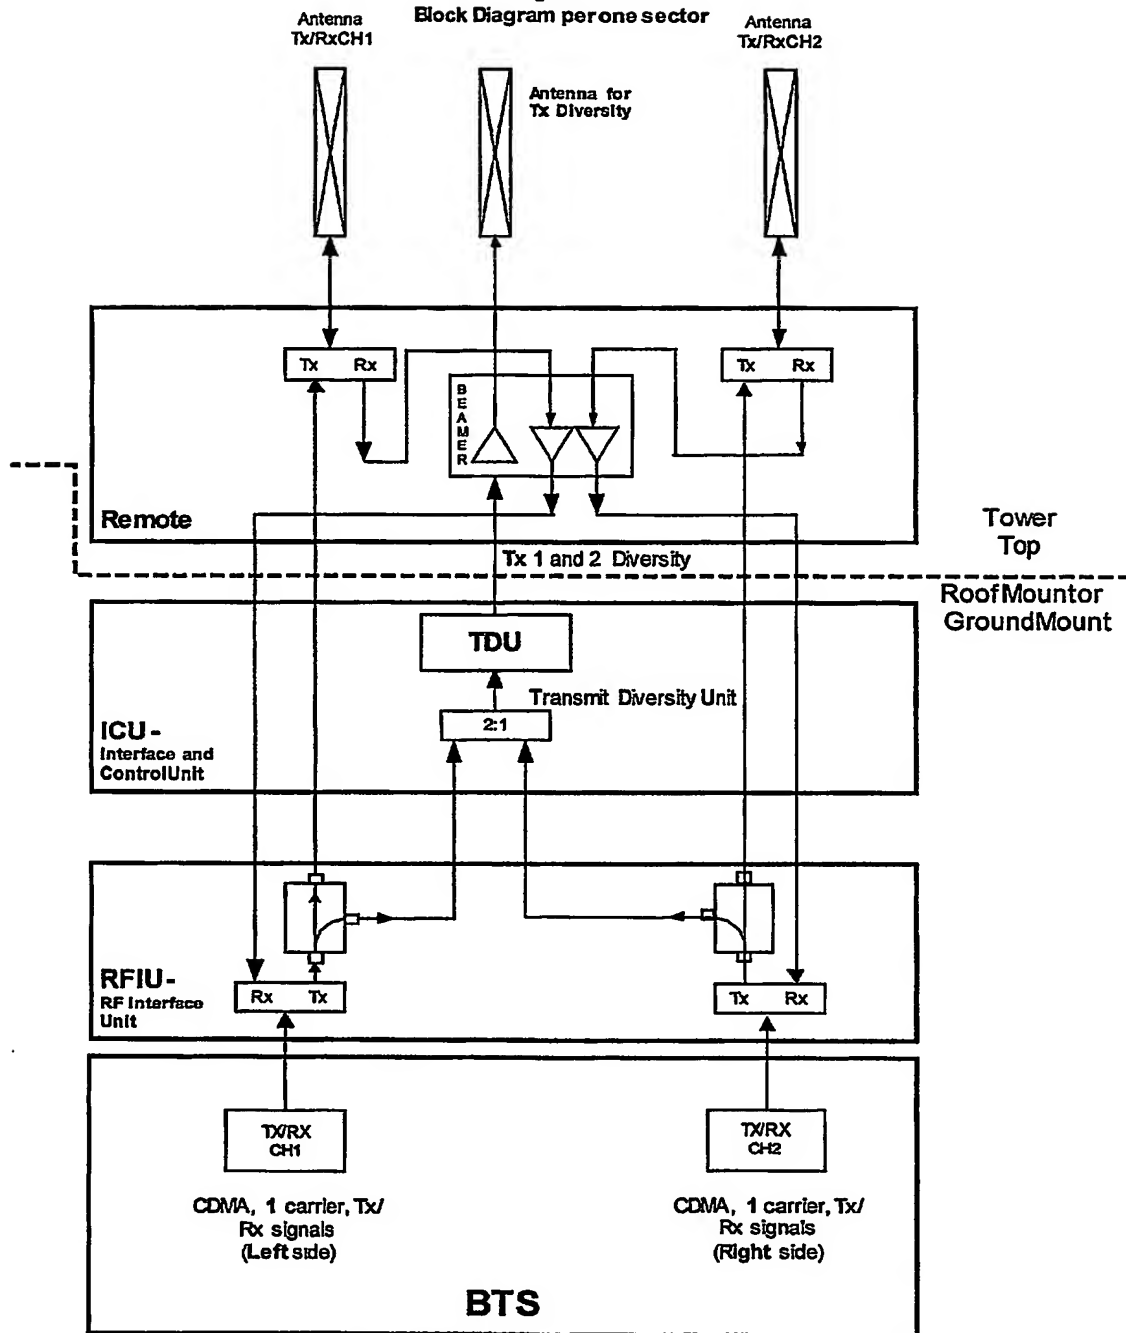 Block Diagram per one sector
Antenna
Tx/RxCH1
Antenna
Tx/RxCH2
Antenna for
Tx Diversity
Tx Rx
Tx Rx
BEAMER
Remote
Tower
Top
Tx 1 and 2 Diversity
RoofMountor
GroundMount
TDU
Transmit Diversity Unit
2:1
ICU-
Interface and
ControlUnit
RFIU-
RF Interface
Unit
Rx Tx
Tx Rx
TX/RX
CH1
TX/RX
CH2
CDMA, 1 carrier, Tx/
Rx signals
(Left side)
CDMA, 1 carrier, Tx/
Rx signals
(Right side)
BTS